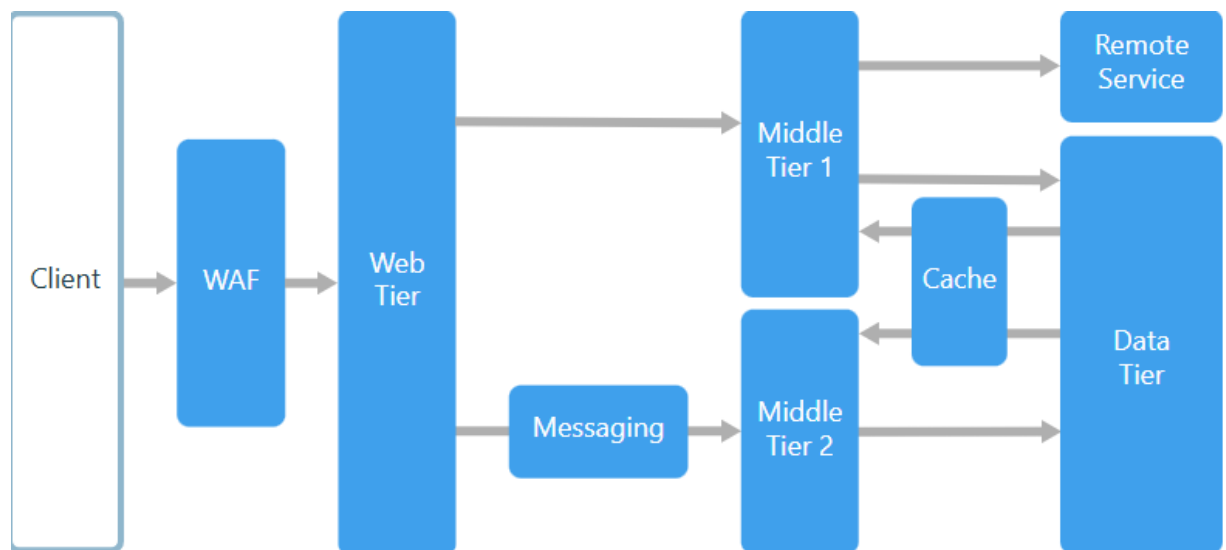 Client
WAF
Web
Tier
Messaging
Middle
Tier 1
Middle
Tier 2
Cache
Remote
Service
Data
Tier